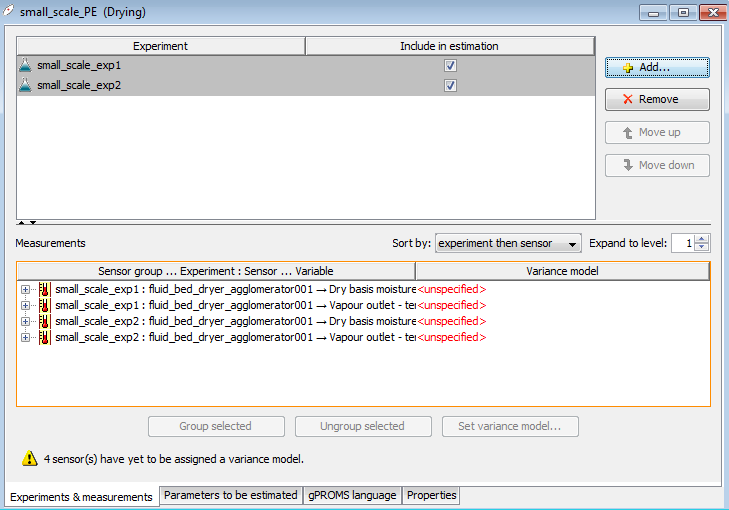 small_scale_PE (Drying)
Experiment Include in estimation
small_scale_exp1
small_scale_exp2
Add...
Remove
Move up
Move down
Measurements Sort by: experiment then sensor Expand to level: 1
Sensor group ... Experiment : Sensor ... Variable Variance model
small_scale_exp1 : fluid_bed_dryer_agglomerator001 → Dry basis moisture <unspecified>
small_scale_exp1 : fluid_bed_dryer_agglomerator001 → Vapour outlet - ter <unspecified>
small_scale_exp2 : fluid_bed_dryer_agglomerator001 → Dry basis moisture <unspecified>
small_scale_exp2 : fluid_bed_dryer_agglomerator001 → Vapour outlet - ter <unspecified>
Group selected Ungroup selected Set variance model...
4 sensor(s) have yet to be assigned a variance model.
Experiments & measurements Parameters to be estimated gPROMS language Properties